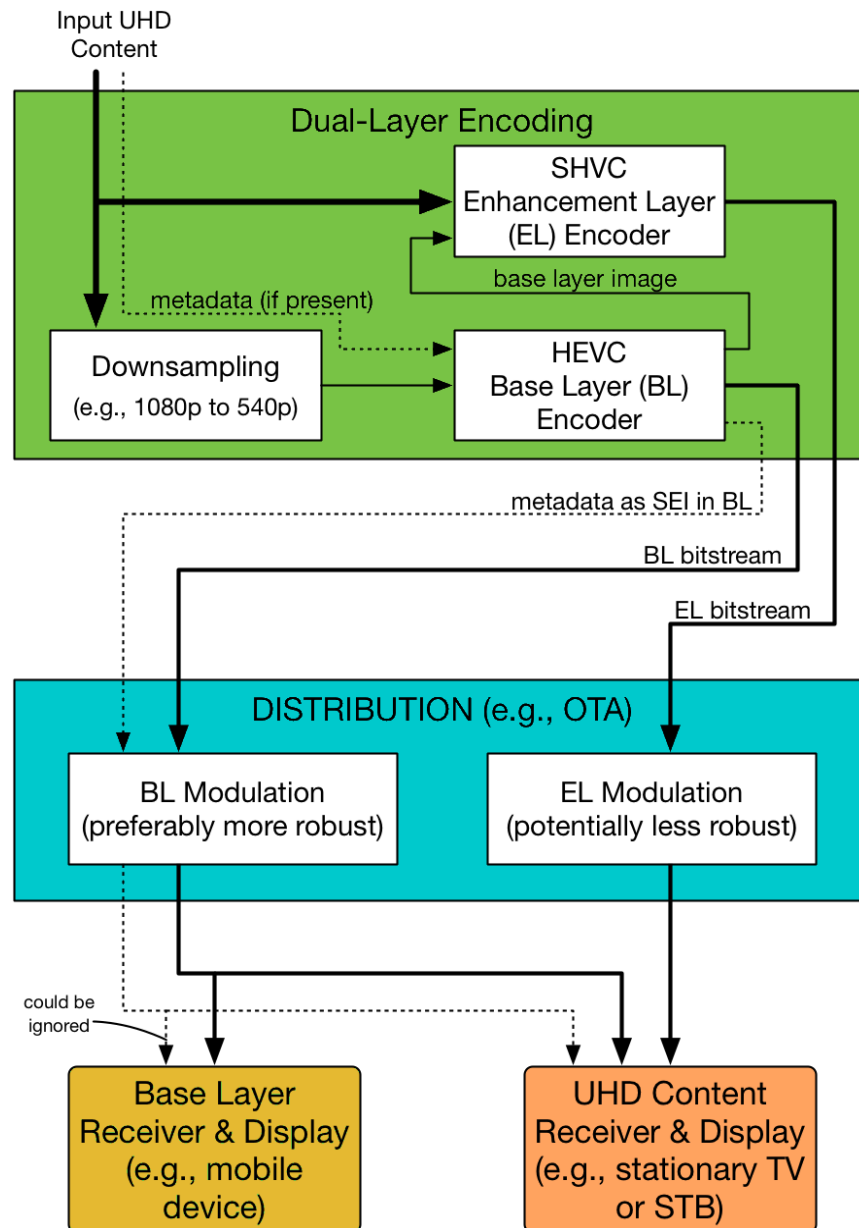 Input UHD
Content
Dual-Layer Encoding
SHVC
Enhancement Layer
(EL) Encoder
base layer image
metadata (if present)
Downsampling
(e.g., 1080p to 540p)
HEVC
Base Layer (BL)
Encoder
metadata as SEI in BL
BL bitstream
EL bitstream
DISTRIBUTION (e.g., OTA)
BL Modulation
(preferably more robust)
EL Modulation
(potentially less robust)
could be
ignored
Base Layer
Receiver & Display
(e.g., mobile
device)
UHD Content
Receiver & Display
(e.g., stationary TV
or STB)